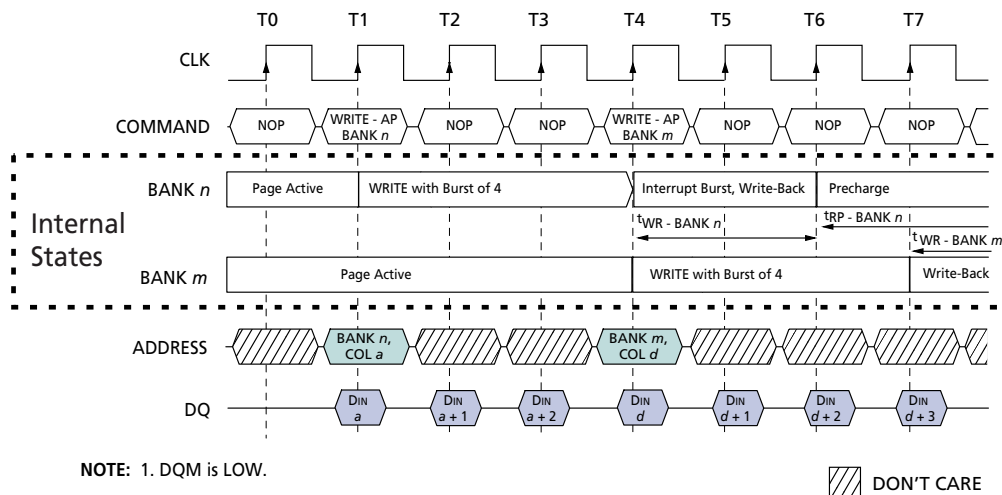 T0 T1 T2 T3 T4 T5 T6 T7
CLK
COMMAND NOP WRITE - AP BANK n NOP NOP WRITE - AP BANK m NOP NOP NOP
Internal States
BANK n Page Active WRITE with Burst of 4 Interrupt Burst, Write-Back Precharge
tWR - BANK n tRP - BANK n
tWR - BANK m
BANK m Page Active WRITE with Burst of 4 Write-Back
ADDRESS BANK n, COL a BANK m, COL d
DQ DIN a DIN a + 1 DIN a + 2 DIN d DIN d + 1 DIN d + 2 DIN d + 3
NOTE: 1. DQM is LOW.
DON'T CARE